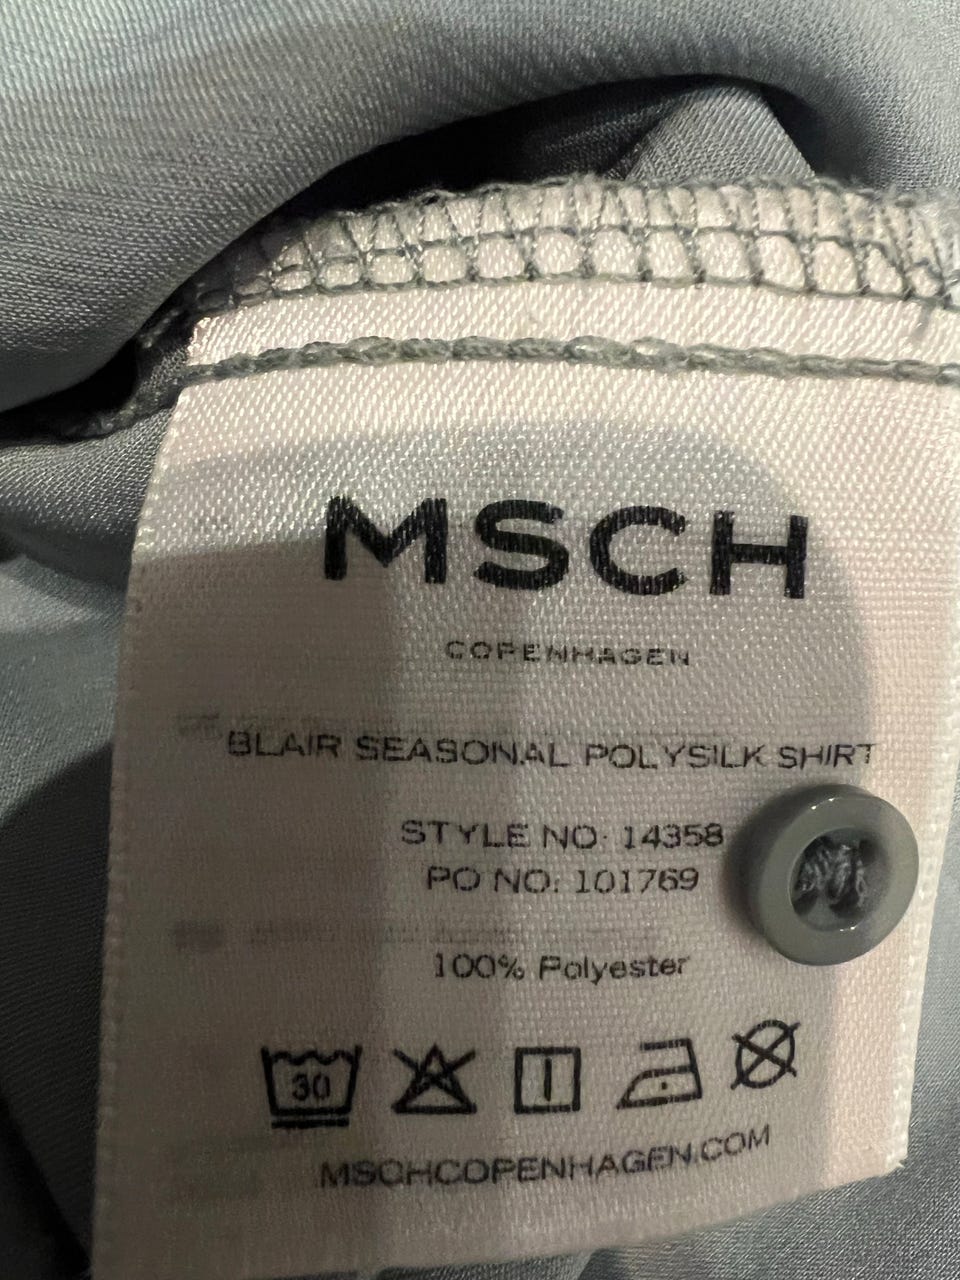 MSCH
COPENHAGEN
BLAIR SEASONAL POLYSILK SHIRT
STYLE NO: 14358
PO NO: 101769
100% Polyester
30
MSCHCOPENHAGEN.COM